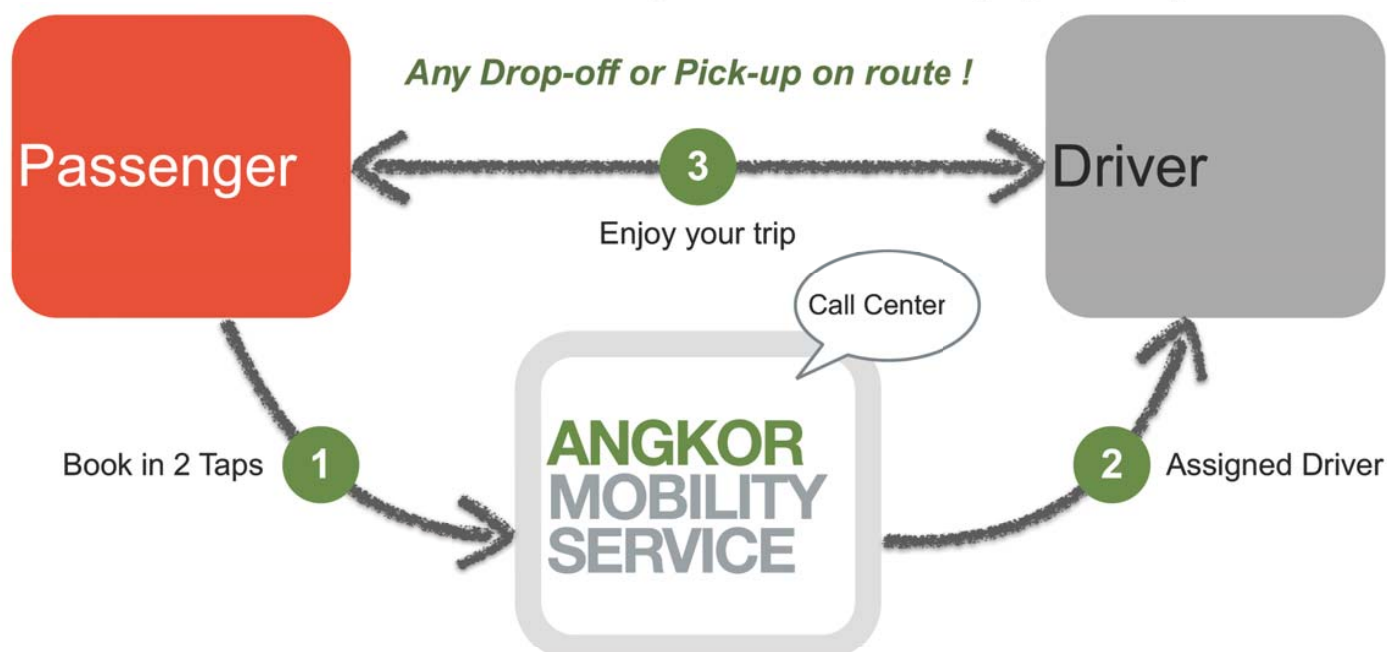 Any Drop-off or Pick-up on route !
Passenger
3
Driver
Enjoy your trip
Call Center
Book in 2 Taps
1
ANGKOR
MOBILITY
SERVICE
2
Assigned Driver